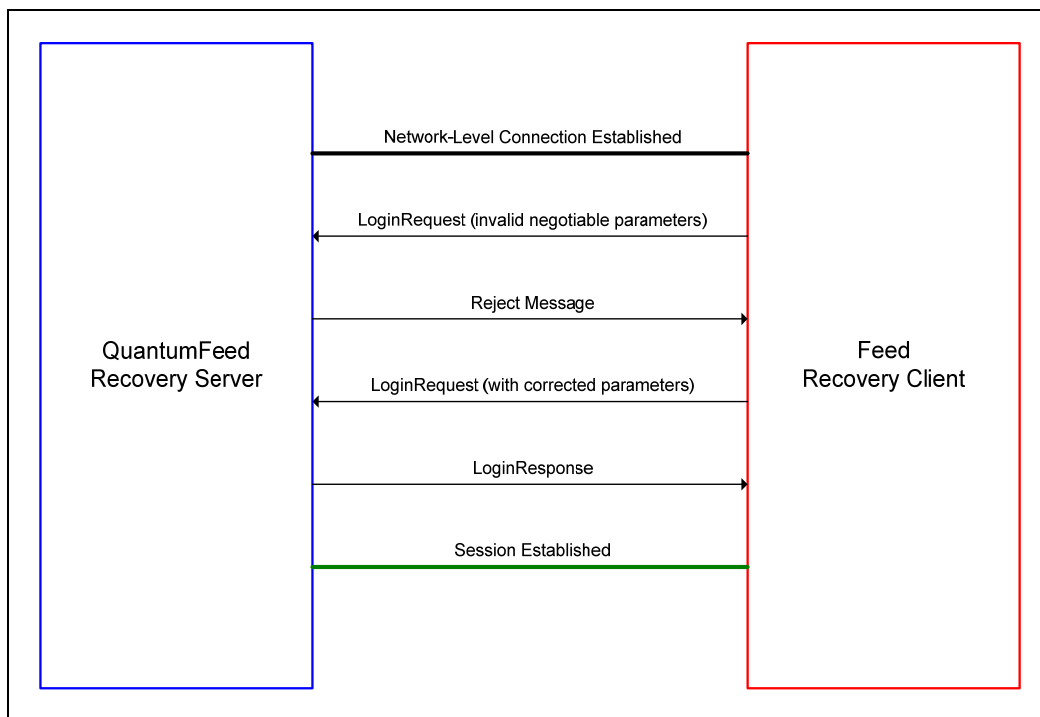 Network-Level Connection Established
LoginRequest (invalid negotiable parameters)
Reject Message
QuantumFeed
Recovery Server
Feed
Recovery Client
LoginRequest (with corrected parameters)
LoginResponse
Session Established